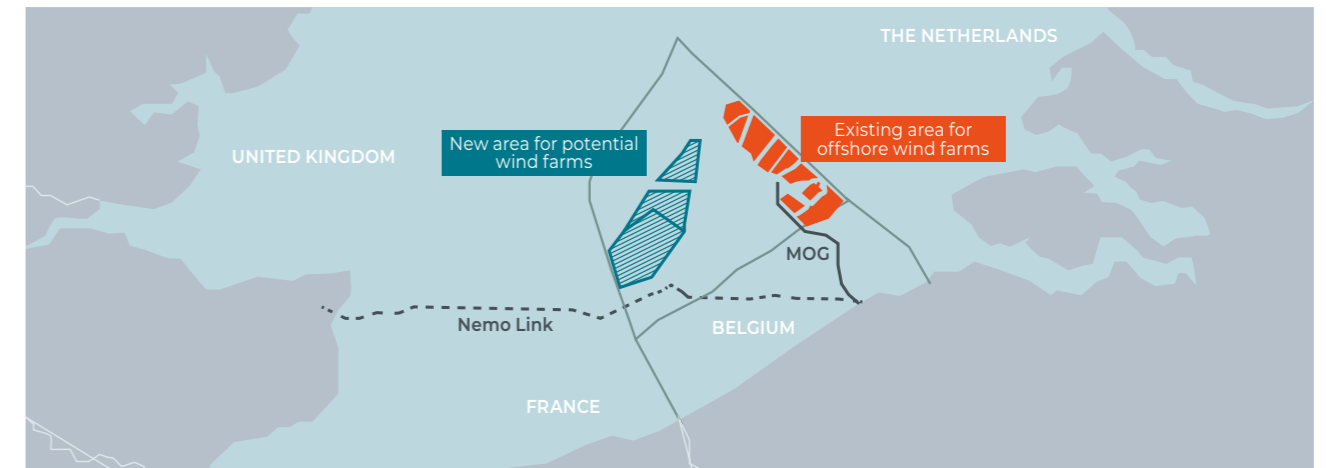 THE NETHERLANDS
UNITED KINGDOM
New area for potential
wind farms
Existing area for
offshore wind farms
MOG
Nemo Link
BELGIUM
FRANCE